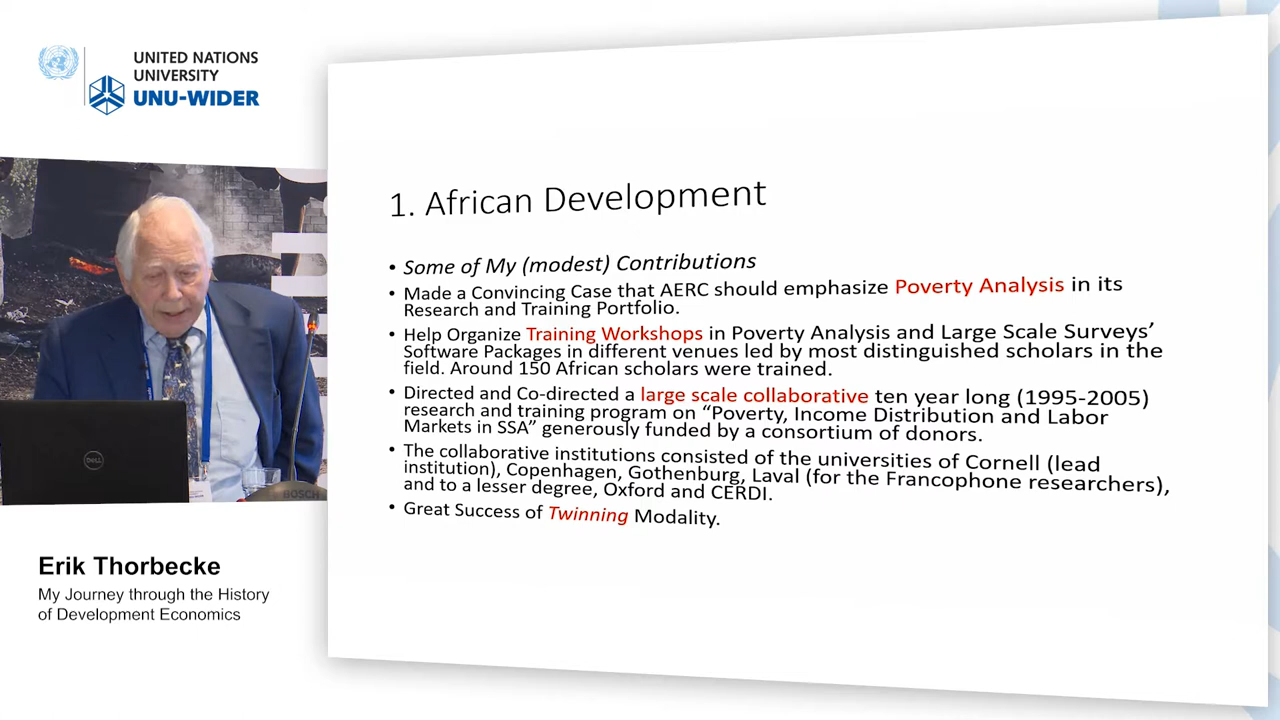 UNITED NATIONS
UNIVERSITY
UNU-WIDER
1. African Development
• Some of My (modest) Contributions
• Made a Convincing Case that AERC should emphasize Poverty Analysis in its
Research and Training Portfolio.
• Help Organize Training Workshops in Poverty Analysis and Large Scale Surveys’
Software Packages in different venues led by most distinguished scholars in the
field. Around 150 African scholars were trained.
• Directed and Co-directed a large scale collaborative ten year long (1995-2005)
research and training program on “Poverty, Income Distribution and Labor
Markets in SSA” generously funded by a consortium of donors.
• The collaborative institutions consisted of the universities of Cornell (lead
institution), Copenhagen, Gothenburg, Laval (for the Francophone researchers),
and to a lesser degree, Oxford and CERDI.
• Great Success of Twinning Modality.
DELL
BOSCH
Erik Thorbecke
My Journey through the History
of Development Economics